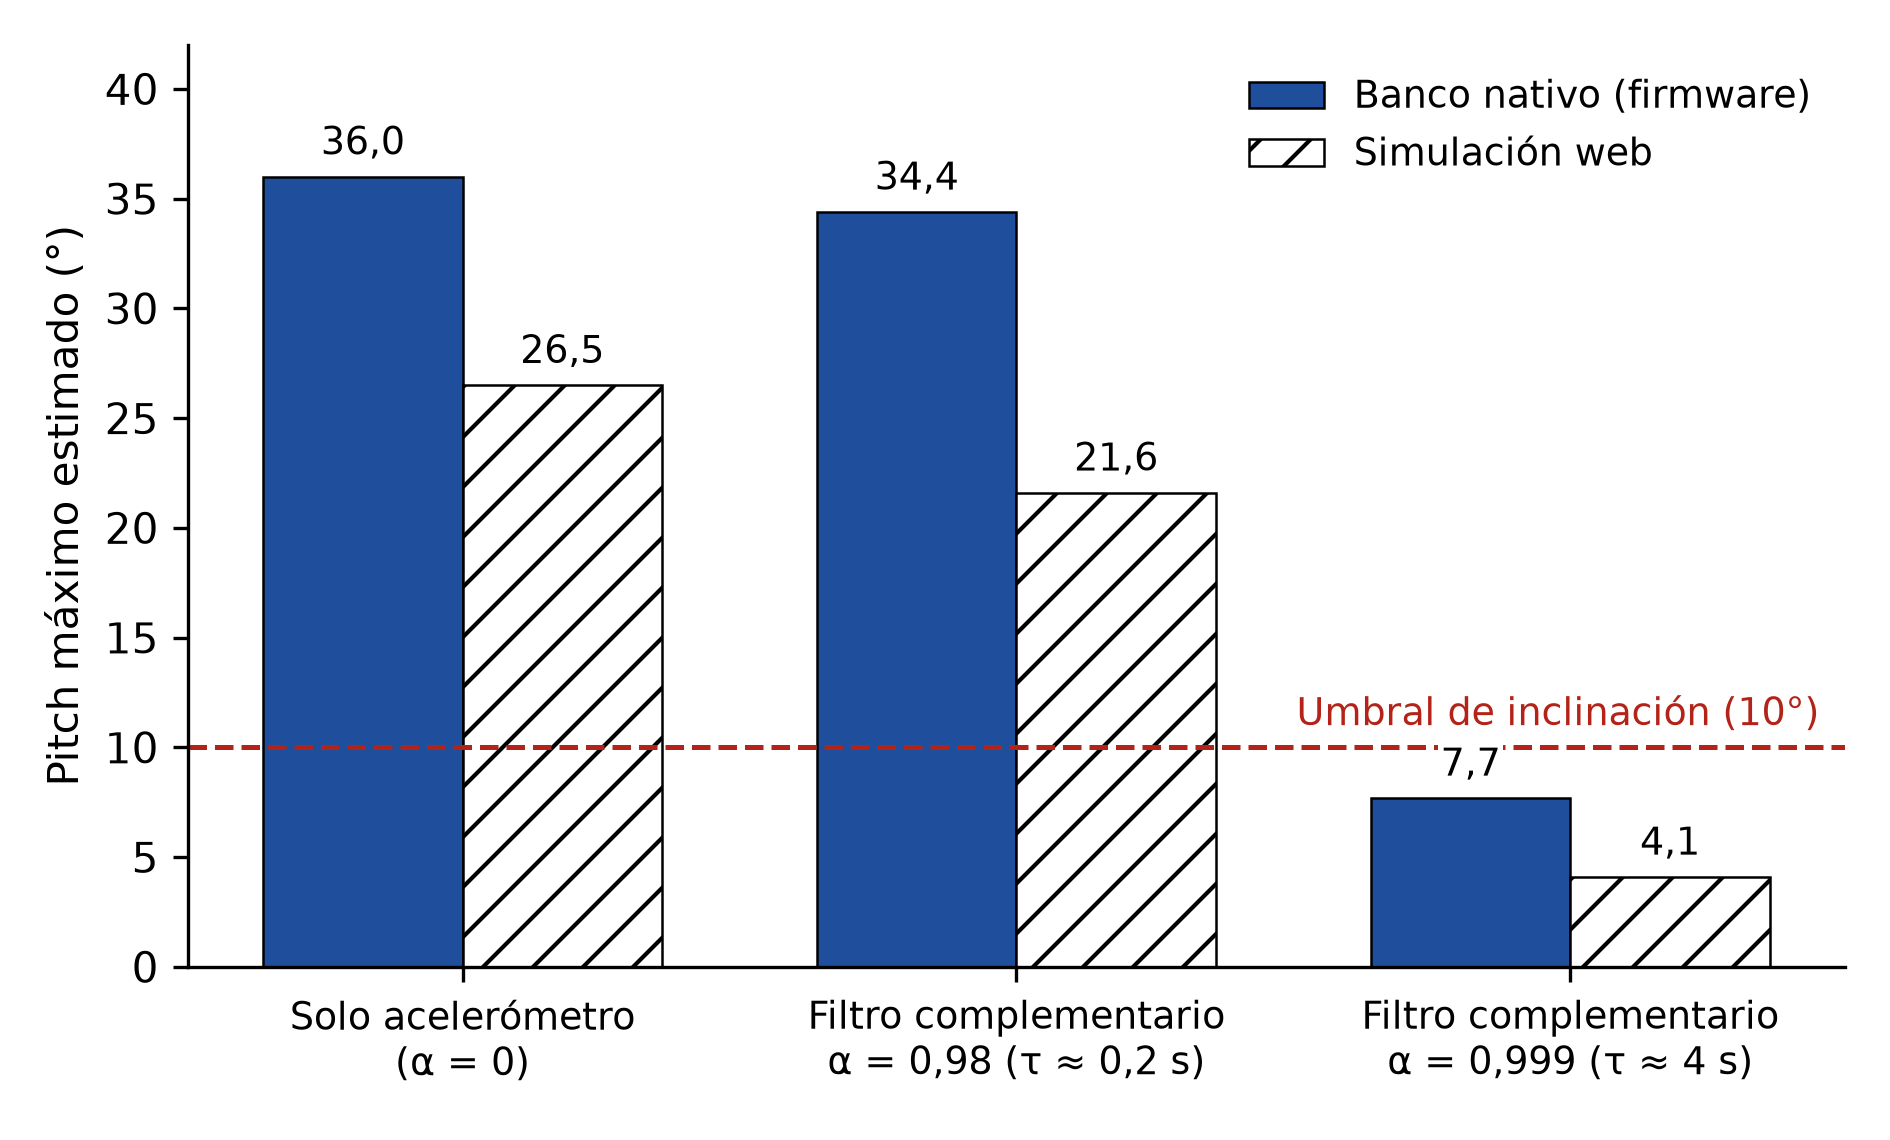 Banco nativo (firmware)
Simulación web
Pitch máximo estimado (°)
40
35
30
25
20
15
10
5
0
36,0
26,5
34,4
21,6
Umbral de inclinación (10°)
7,7
4,1
Solo acelerómetro
(α = 0)
Filtro complementario
α = 0,98 (τ ≈ 0,2 s)
Filtro complementario
α = 0,999 (τ ≈ 4 s)